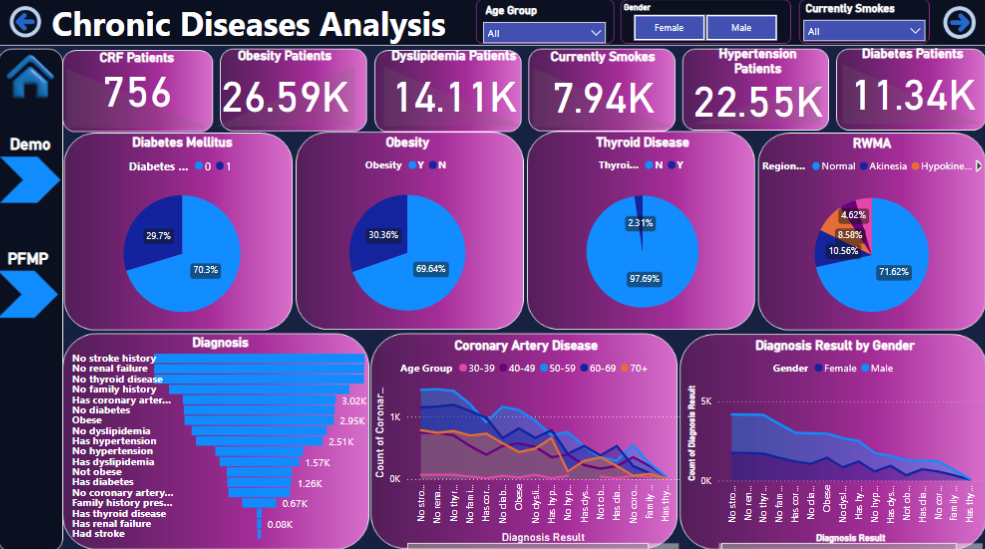 Chronic Diseases Analysis
Age Group
All
Gender
Female
Male
Currently Smokes
All
CRF Patients
756
Obesity Patients
26.59K
Dyslipidemia Patients
14.11K
Currently Smokes
7.94K
Hypertension
Patients
22.55K
Diabetes Patients
11.34K
Demo
PFMP
Diabetes Mellitus
Diabetes ... 0 1
29.7%
70.3%
Obesity
Obesity Y N
30.36%
69.64%
Thyroid Disease
Thyroi... N Y
2.31%
97.69%
RWMA
Region... Normal Akinesia Hypokine...
4.62%
8.58%
10.56%
71.62%
Diagnosis
No stroke history
No renal failure
No thyroid disease
No family history
Has coronary arter... 3.02K
No diabetes
Obese 2.95K
No dyslipidemia
Has hypertension 2.51K
No hypertension
Has dyslipidemia 1.57K
Not obese
Has diabetes 1.26K
No coronary artery...
Family history pres... 0.67K
Has thyroid disease
Has renal failure 0.08K
Had stroke
Coronary Artery Disease
Age Group 30-39 40-49 50-59 60-69 70+
Count of Coronar...
1K
0K
No stro...
No rena...
No thyr...
No fami...
Has cor...
No diab...
Obese
No dysli...
Has hyp...
No hyp...
Has dys...
Not ob...
Has dia...
No coro...
Family ...
Has thy...
Diagnosis Result
Diagnosis Result by Gender
Gender Female Male
Count of Diagnosis Result
5K
0K
No stro...
No ren...
No thy...
No fam...
Has cor...
No dia...
Obese
No dysl...
Has hy...
No hyp...
Has dys...
Not ob...
Has dia...
No cor...
Family ...
Has thy...
Diagnosis Result